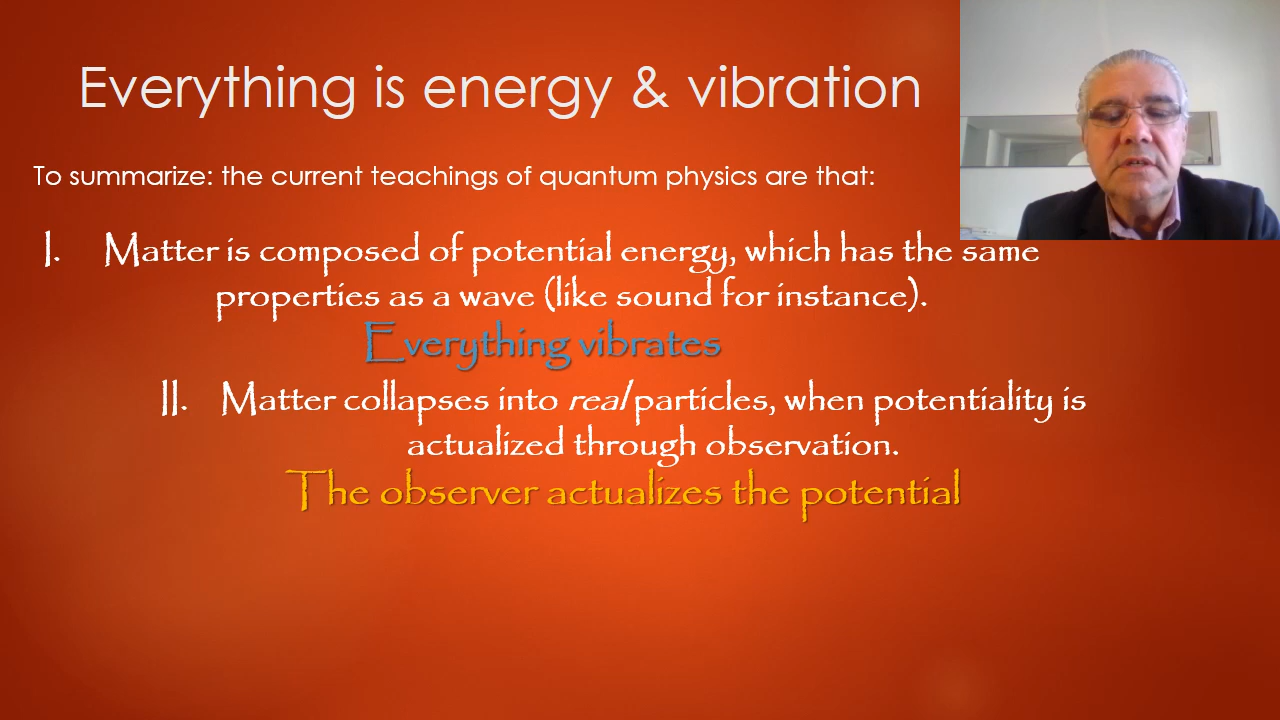 Everything is energy & vibration
To summarize: the current teachings of quantum physics are that:
I. Matter is composed of potential energy, which has the same
properties as a wave (like sound for instance).
Everything vibrates
II. Matter collapses into real particles, when potentiality is
actualized through observation.
The observer actualizes the potential